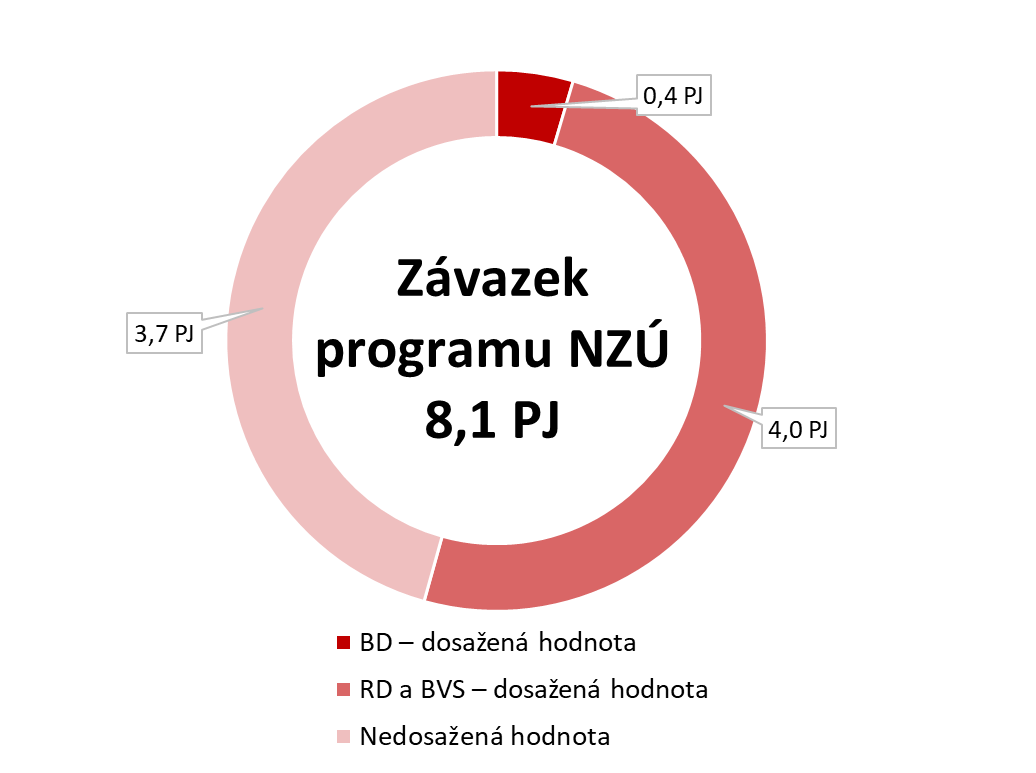 0,4 PJ
Závazek
programu NZÚ
8,1 PJ
3,7 PJ
4,0 PJ
BD – dosažená hodnota
RD a BVS – dosažená hodnota
Nedosažená hodnota